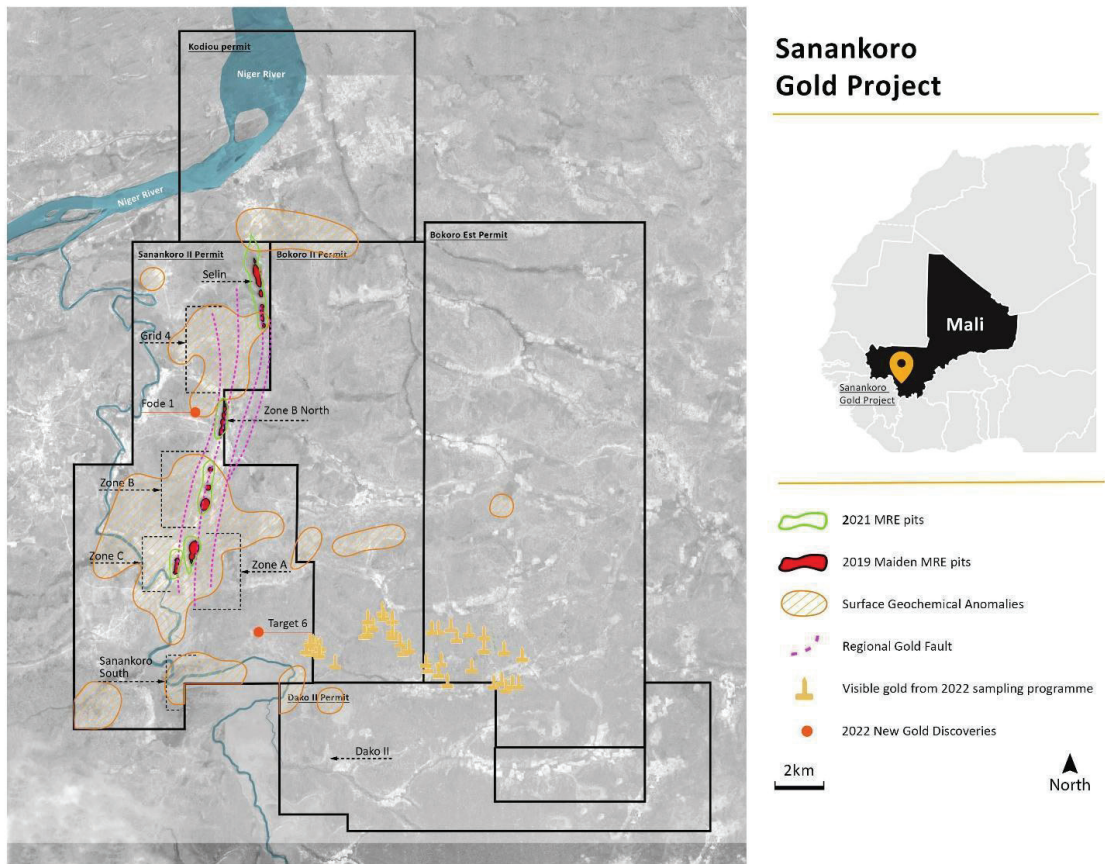 Sanankoro
Gold Project
Kodiou permit
Niger River
Niger River
Bokoro Est Permit
Sanankoro II Permit
Bokoro II Permit
Selin
Grid 4
Fode 1
Zone B North
Zone B
Zone C
Zone A
Target 6
Sanankoro
South
Dako II Permit
Dako II
Mali
Sanankoro
Gold Project
2021 MRE pits
2019 Maiden MRE pits
Surface Geochemical Anomalies
Regional Gold Fault
Visible gold from 2022 sampling programme
2022 New Gold Discoveries
2km
North